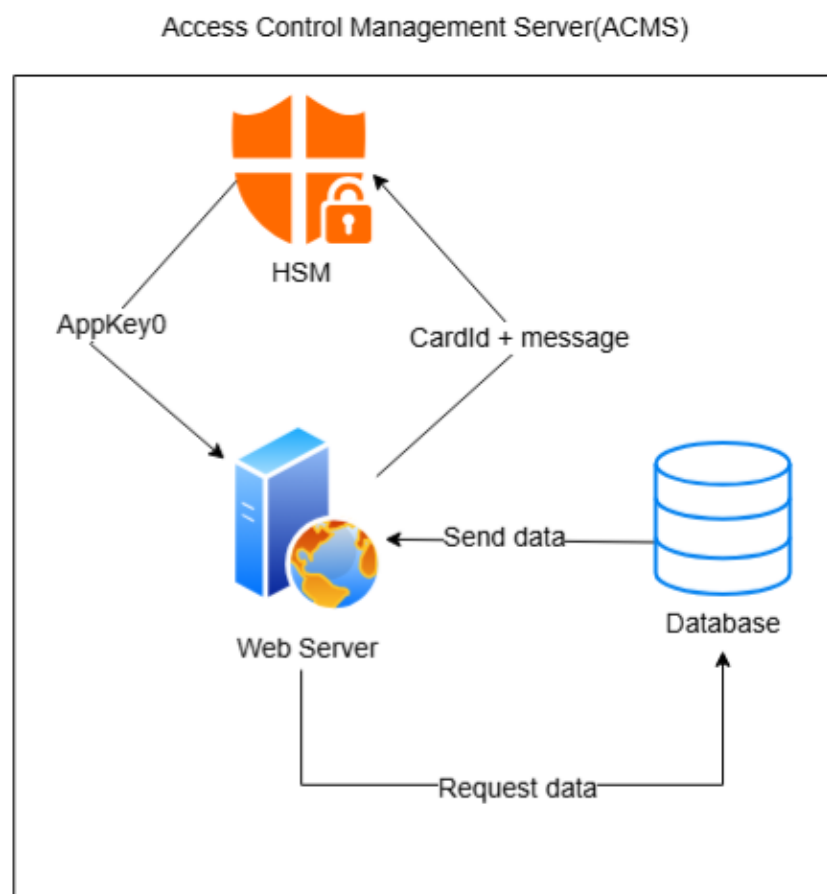 Access Control Management Server(ACMS)
HSM
AppKey0
CardId + message
Send data
Database
Web Server
Request data